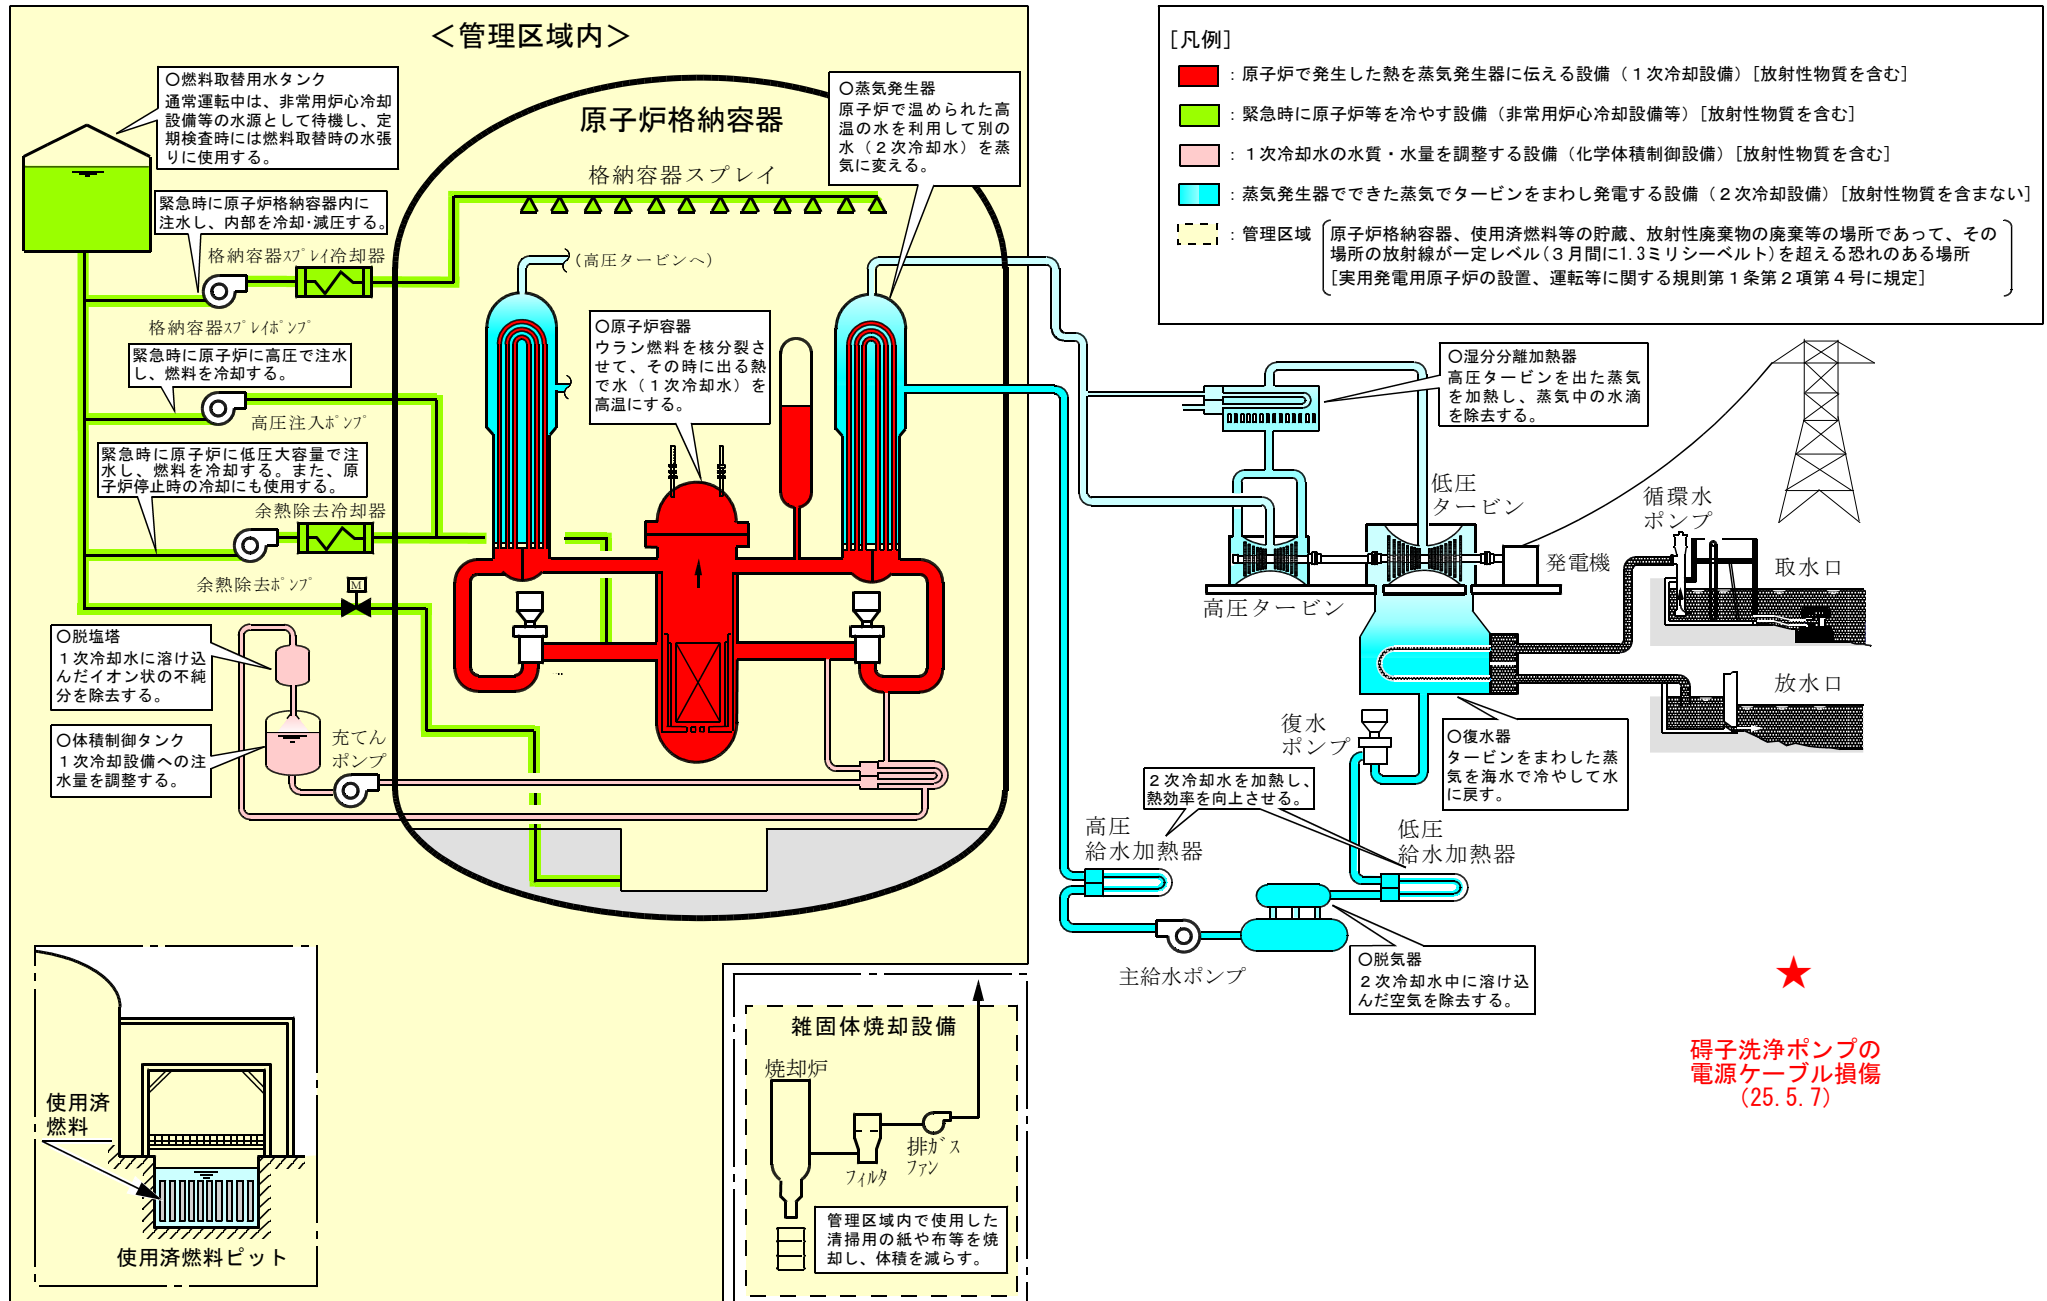 ＜管理区域内＞
○燃料取替用水タンク
通常運転中は、非常用炉心冷却
設備等の水源として待機し、定
期検査時には燃料取替時の水張
りに使用する。
緊急時に原子炉格納容器内に
注水し、内部を冷却・減圧する。
格納容器ｽﾌﾟﾚｲ冷却器
格納容器ｽﾌﾟﾚｲﾎﾟﾝﾌﾟ
緊急時に原子炉に高圧で注水
し、燃料を冷却する。
高圧注入ﾎﾟﾝﾌﾟ
緊急時に原子炉に低圧大容量で注
水し、燃料を冷却する。また、原
子炉停止時の冷却にも使用する。
余熱除去冷却器
余熱除去ﾎﾟﾝﾌﾟ
M
○脱塩塔
１次冷却水に溶け込
んだイオン状の不純
分を除去する。
○体積制御タンク
１次冷却設備への注
水量を調整する。
充てん
ポンプ
原子炉格納容器
格納容器スプレイ
(高圧タービンへ)
○蒸気発生器
原子炉で温められた高
温の水を利用して別の
水（２次冷却水）を蒸
気に変える。
○原子炉容器
ウラン燃料を核分裂さ
せて、その時に出る熱
で水（１次冷却水）を
高温にする。
[凡例]
：原子炉で発生した熱を蒸気発生器に伝える設備（１次冷却設備）[放射性物質を含む]
：緊急時に原子炉等を冷やす設備（非常用炉心冷却設備等）[放射性物質を含む]
：１次冷却水の水質・水量を調整する設備（化学体積制御設備）[放射性物質を含む]
：蒸気発生器でできた蒸気でタービンをまわし発電する設備（２次冷却設備）[放射性物質を含まない]
：管理区域
原子炉格納容器、使用済燃料等の貯蔵、放射性廃棄物の廃棄等の場所であって、その
場所の放射線が一定レベル(３月間に1.3ミリシーベルト)を超える恐れのある場所
[実用発電用原子炉の設置、運転等に関する規則第１条第２項第４号に規定]
○湿分分離加熱器
高圧タービンを出た蒸気
を加熱し、蒸気中の水滴
を除去する。
低圧
タービン
高圧タービン
発電機
循環水
ポンプ
取水口
放水口
復水
ポンプ
○復水器
タービンをまわした蒸
気を海水で冷やして水
に戻す。
２次冷却水を加熱し、
熱効率を向上させる。
高圧
給水加熱器
低圧
給水加熱器
主給水ポンプ
○脱気器
２次冷却水中に溶け込
んだ空気を除去する。
★
碍子洗浄ポンプの
電源ケーブル損傷
(25.5.7)
使用済
燃料
使用済燃料ピット
雑固体焼却設備
焼却炉
フィルタ
排ガス
ファン
管理区域内で使用した
清掃用の紙や布等を焼
却し、体積を減らす。